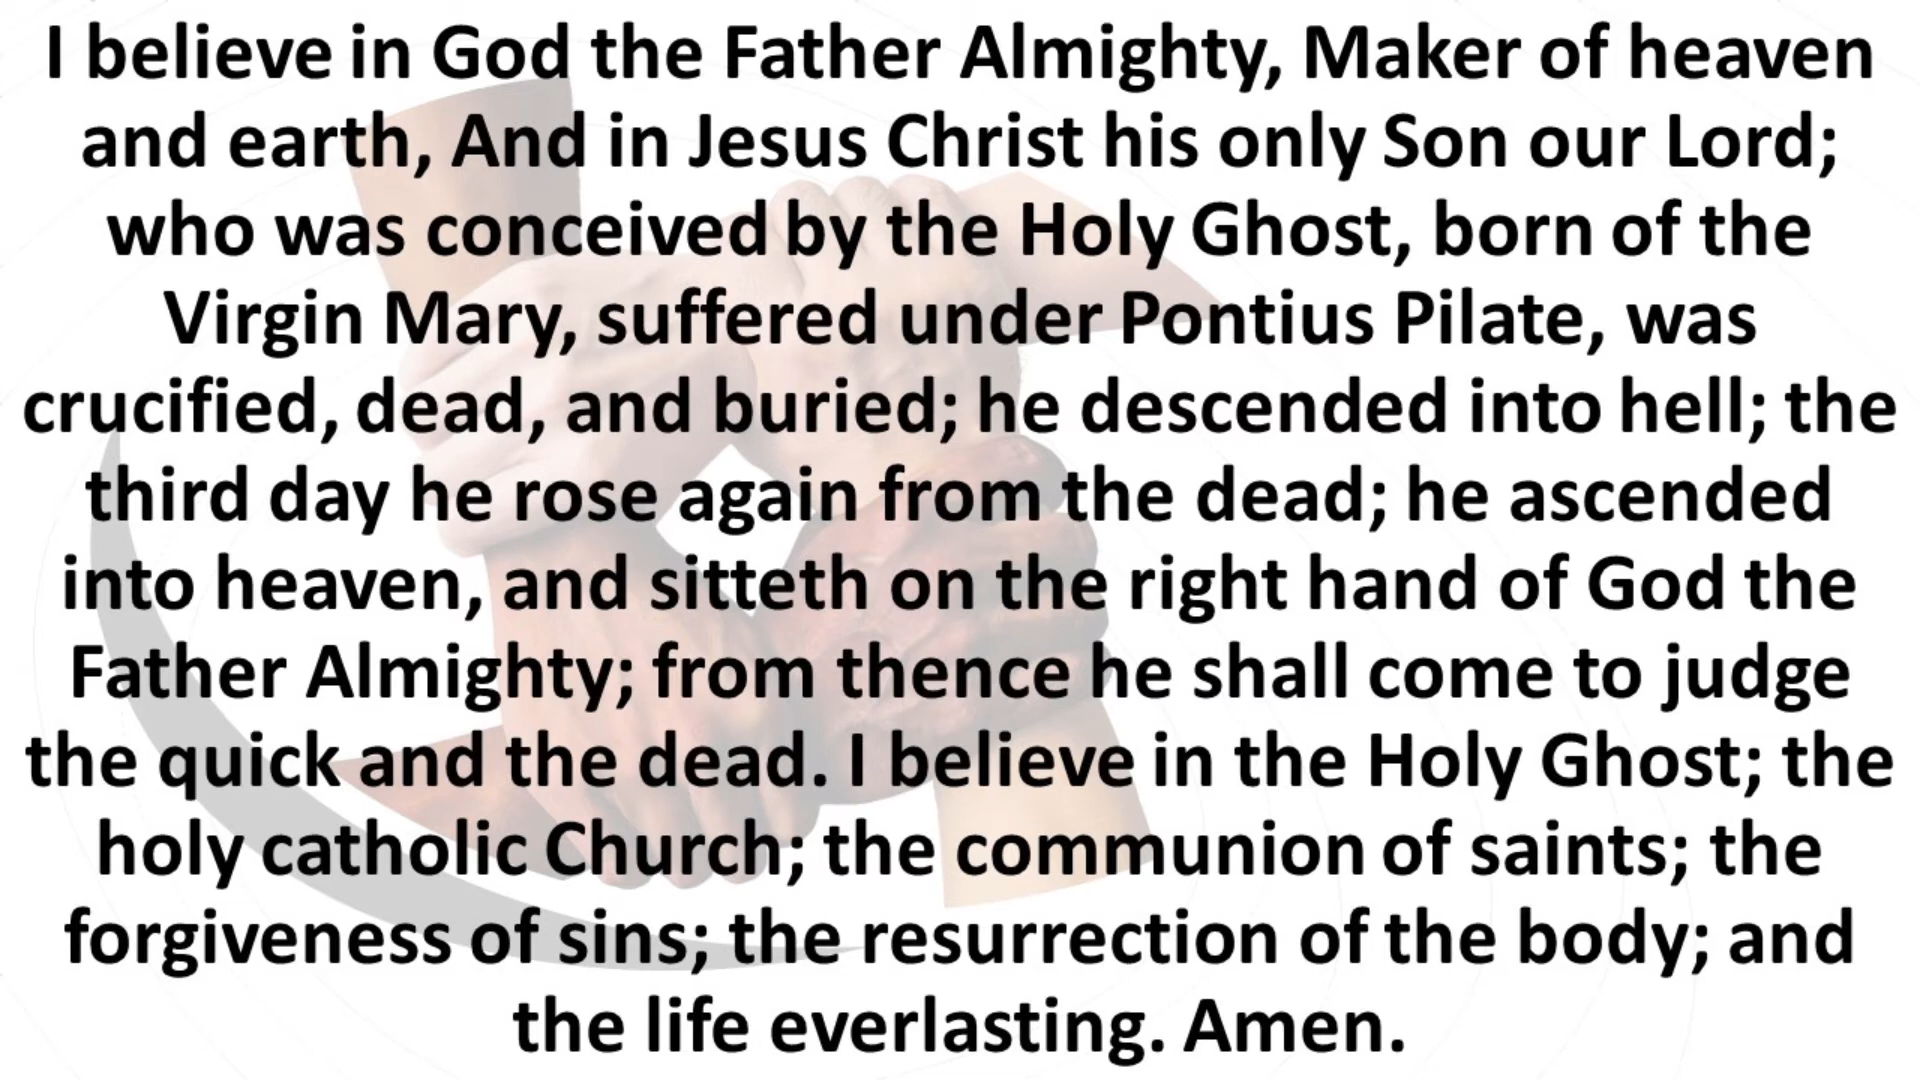 I believe in God the Father Almighty, Maker of heaven
and earth, And in Jesus Christ his only Son our Lord;
who was conceived by the Holy Ghost, born of the
Virgin Mary, suffered under Pontius Pilate, was
crucified, dead, and buried; he descended into hell; the
third day he rose again from the dead; he ascended
into heaven, and sitteth on the right hand of God the
Father Almighty; from thence he shall come to judge
the quick and the dead. I believe in the Holy Ghost; the
holy catholic Church; the communion of saints; the
forgiveness of sins; the resurrection of the body; and
the life everlasting. Amen.